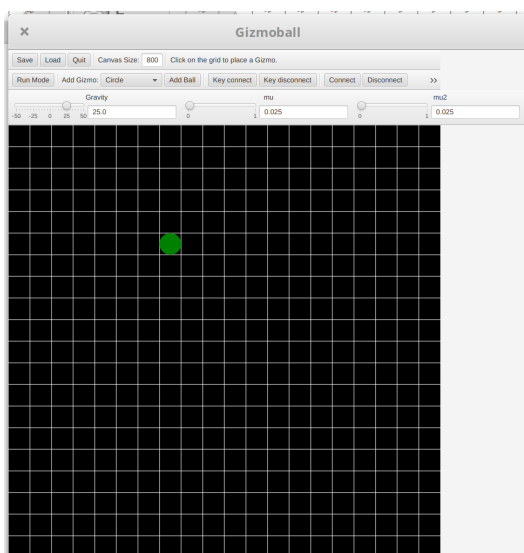 Gizmoball
Save Load Quit Canvas Size: 800 Click on the grid to place a Gizmo.
Run Mode Add Gizmo: Circle Add Ball Key connect Key disconnect Connect Disconnect >>
Gravity mu mu2
25.0 0.025 0.025
-50 -25 0 25 50 0 1 0 1